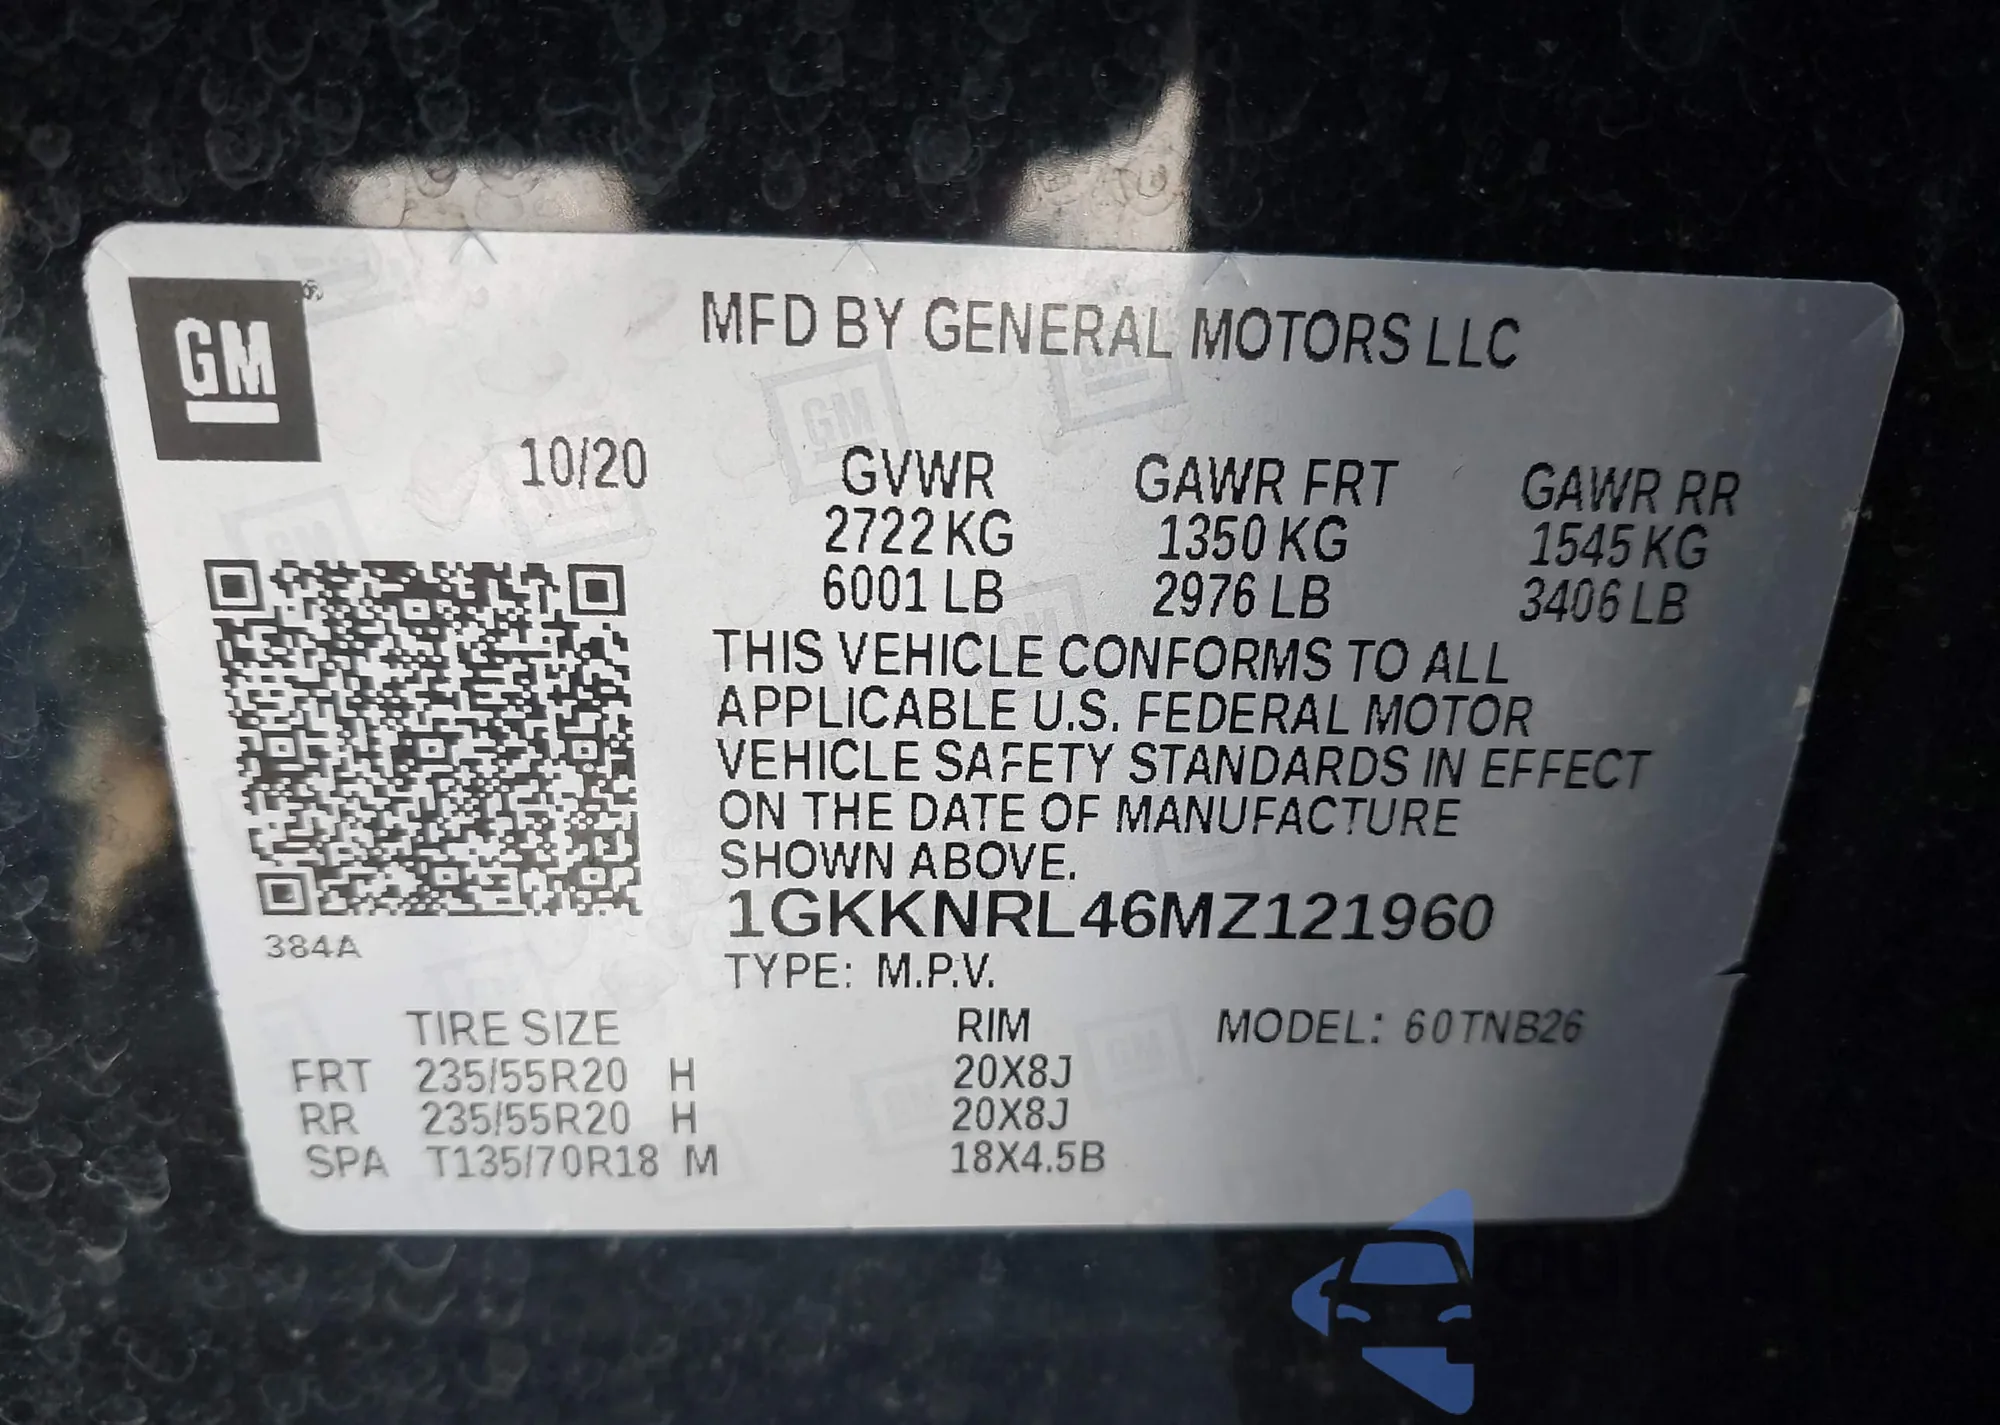 GM
MFD BY GENERAL MOTORS LLC
10/20
GVWR GAWR FRT GAWR RR
2722 KG 1350 KG 1545 KG
6001 LB 2976 LB 3406 LB
THIS VEHICLE CONFORMS TO ALL
APPLICABLE U.S. FEDERAL MOTOR
VEHICLE SAFETY STANDARDS IN EFFECT
ON THE DATE OF MANUFACTURE
SHOWN ABOVE.
1GKKNRL46MZ121960
384A
TYPE: M.P.V.
TIRE SIZE RIM MODEL: 60TNB26
FRT 235/55R20 H 20X8J
RR 235/55R20 H 20X8J
SPA T135/70R18 M 18X4.5B